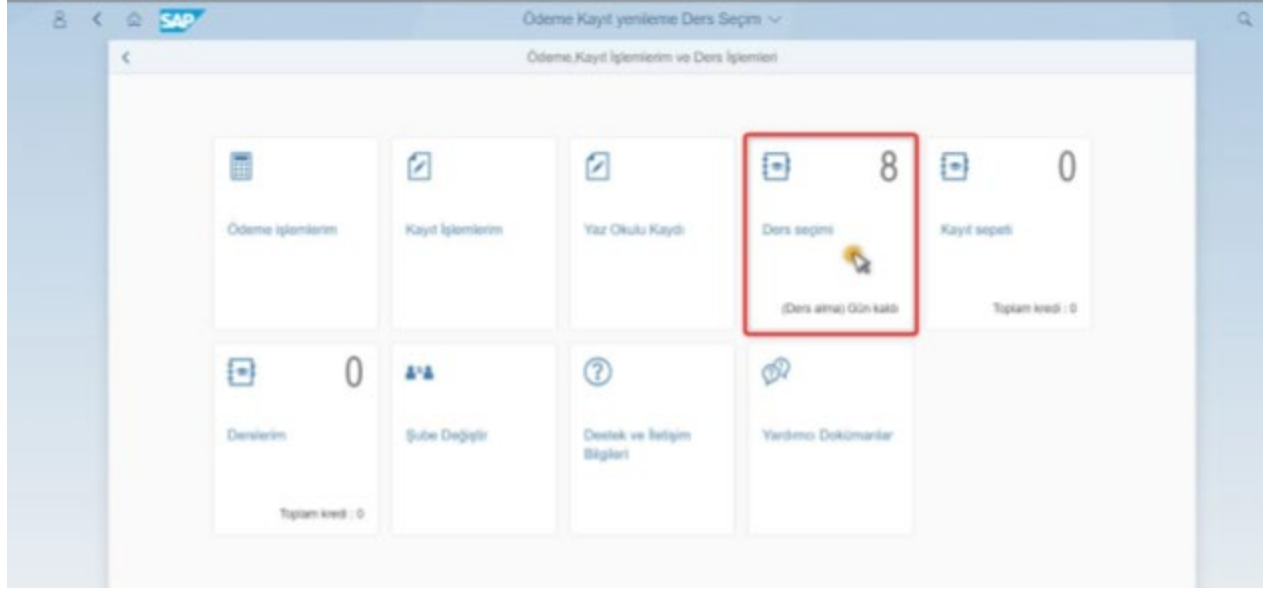 SAP
Ödeme Kayıt yenileme Ders Seçim
Ödeme,Kayıt İşlemlerim ve Ders İşlemleri
Ödeme işlemlerim
Kayıt İşlemlerim
Yaz Okulu Kaydı
8
Ders seçimi
(Ders alma) Gün kaldı
0
Kayıt sepeti
Toplam kredi : 0
0
Derslerim
Toplam kredi : 0
Şube Değiştir
Destek ve İletişim
Bilgileri
Yardımcı Dokümanlar